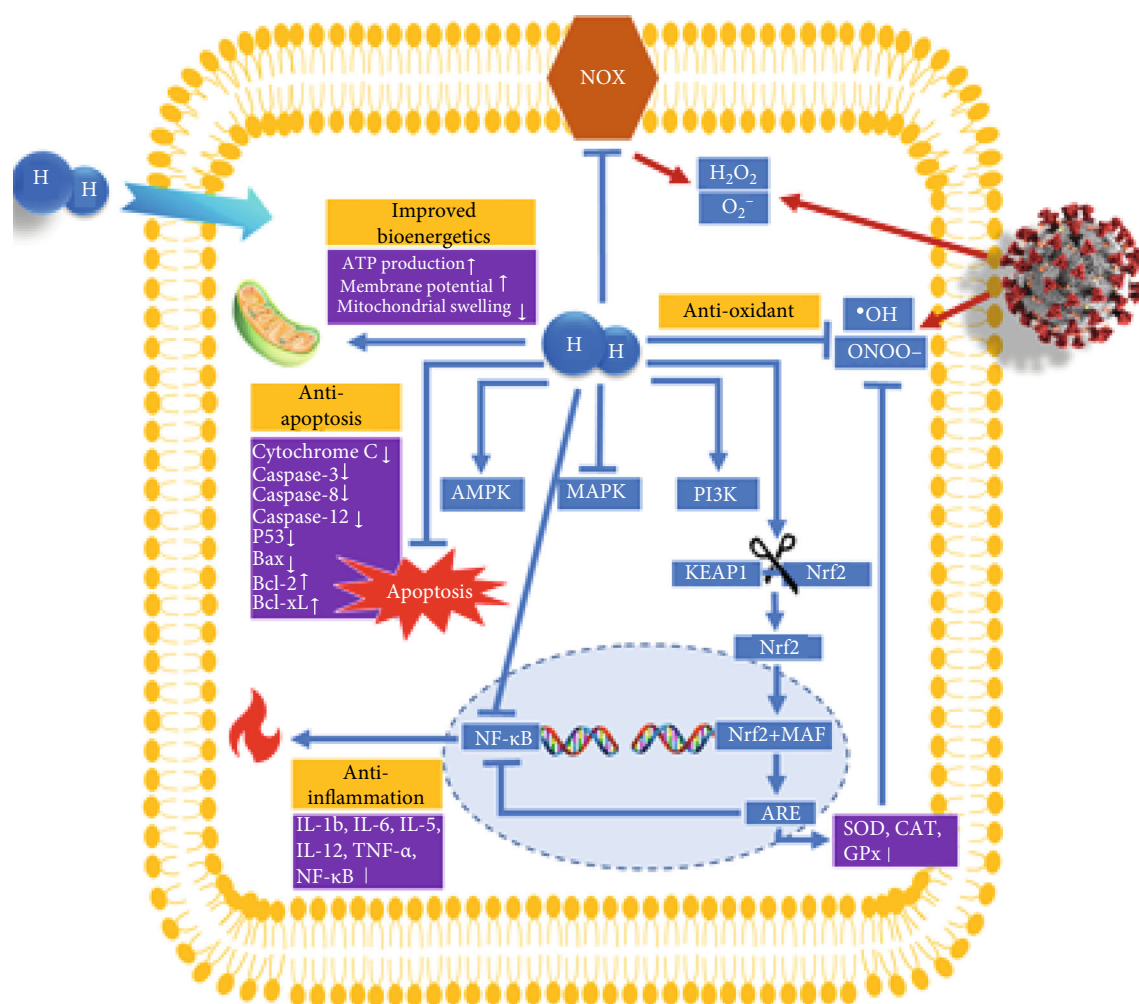 NOX
H
H
H₂O₂
O₂⁻
Improved
bioenergetics
ATP production↑
Membrane potential ↑
Mitochondrial swelling ↓
Anti-oxidant
•OH
ONOO–
H
H
Anti-
apoptosis
Cytochrome C ↓
Caspase-3↓
Caspase-8↓
Caspase-12 ↓
P53↓
Bax↓
Bcl-2↑
Bcl-xL↑
Apoptosis
AMPK
MAPK
PI3K
KEAP1
Nrf2
Nrf2
NF-κB
Nrf2+MAF
ARE
Anti-
inflammation
IL-1b, IL-6, IL-5,
IL-12, TNF-α,
NF-κB |
SOD, CAT,
GPx |